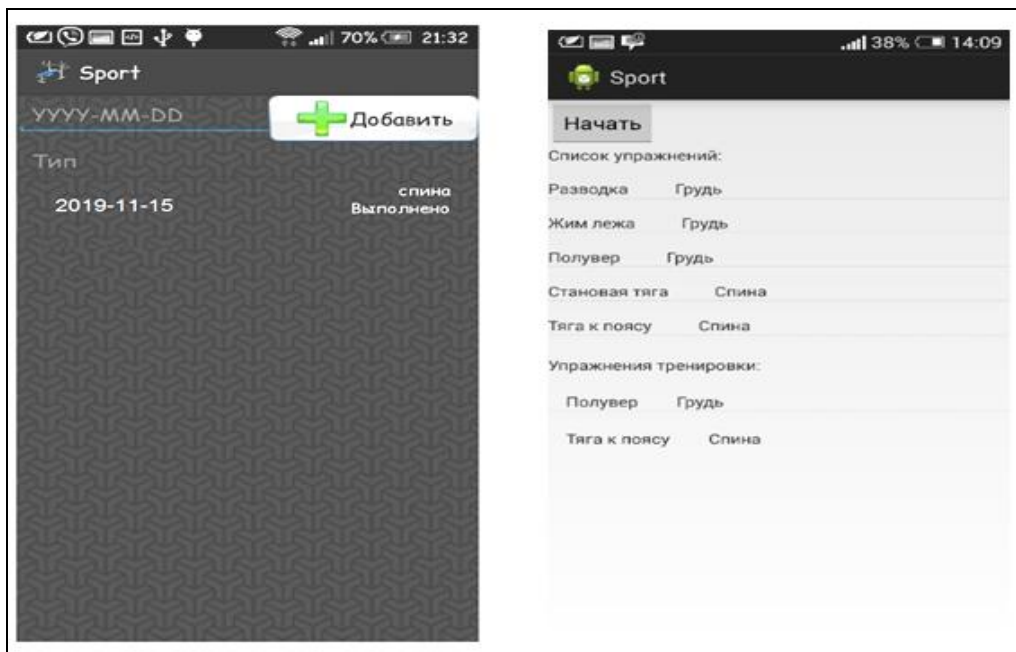 70% 21:32
Sport
YYYY-MM-DD
Добавить
Тип
2019-11-15
спина
Выполнено
38% 14:09
Sport
Начать
Список упражнений:
Разводка Грудь
Жим лежа Грудь
Полувер Грудь
Становая тяга Спина
Тяга к поясу Спина
Упражнения тренировки:
Полувер Грудь
Тяга к поясу Спина